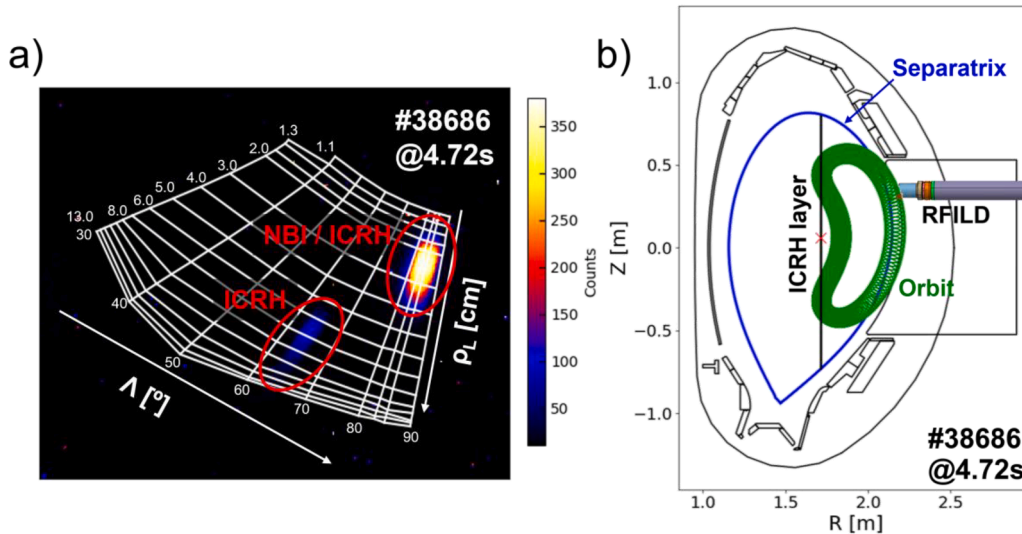 a)
#38686
@4.72s
1.3
1.1
2.0
3.0
4.0
5.0
6.0
8.0
13.0
30
40
50
60
70
80
90
NBI / ICRH
ICRH
ρL [cm]
Λ [º]
350
300
250
200
150
100
50
Counts
b)
Separatrix
ICRH layer
RFILD
Orbit
#38686
@4.72s
1.0
0.5
0.0
−0.5
−1.0
Z [m]
1.0
1.5
2.0
2.5
R [m]